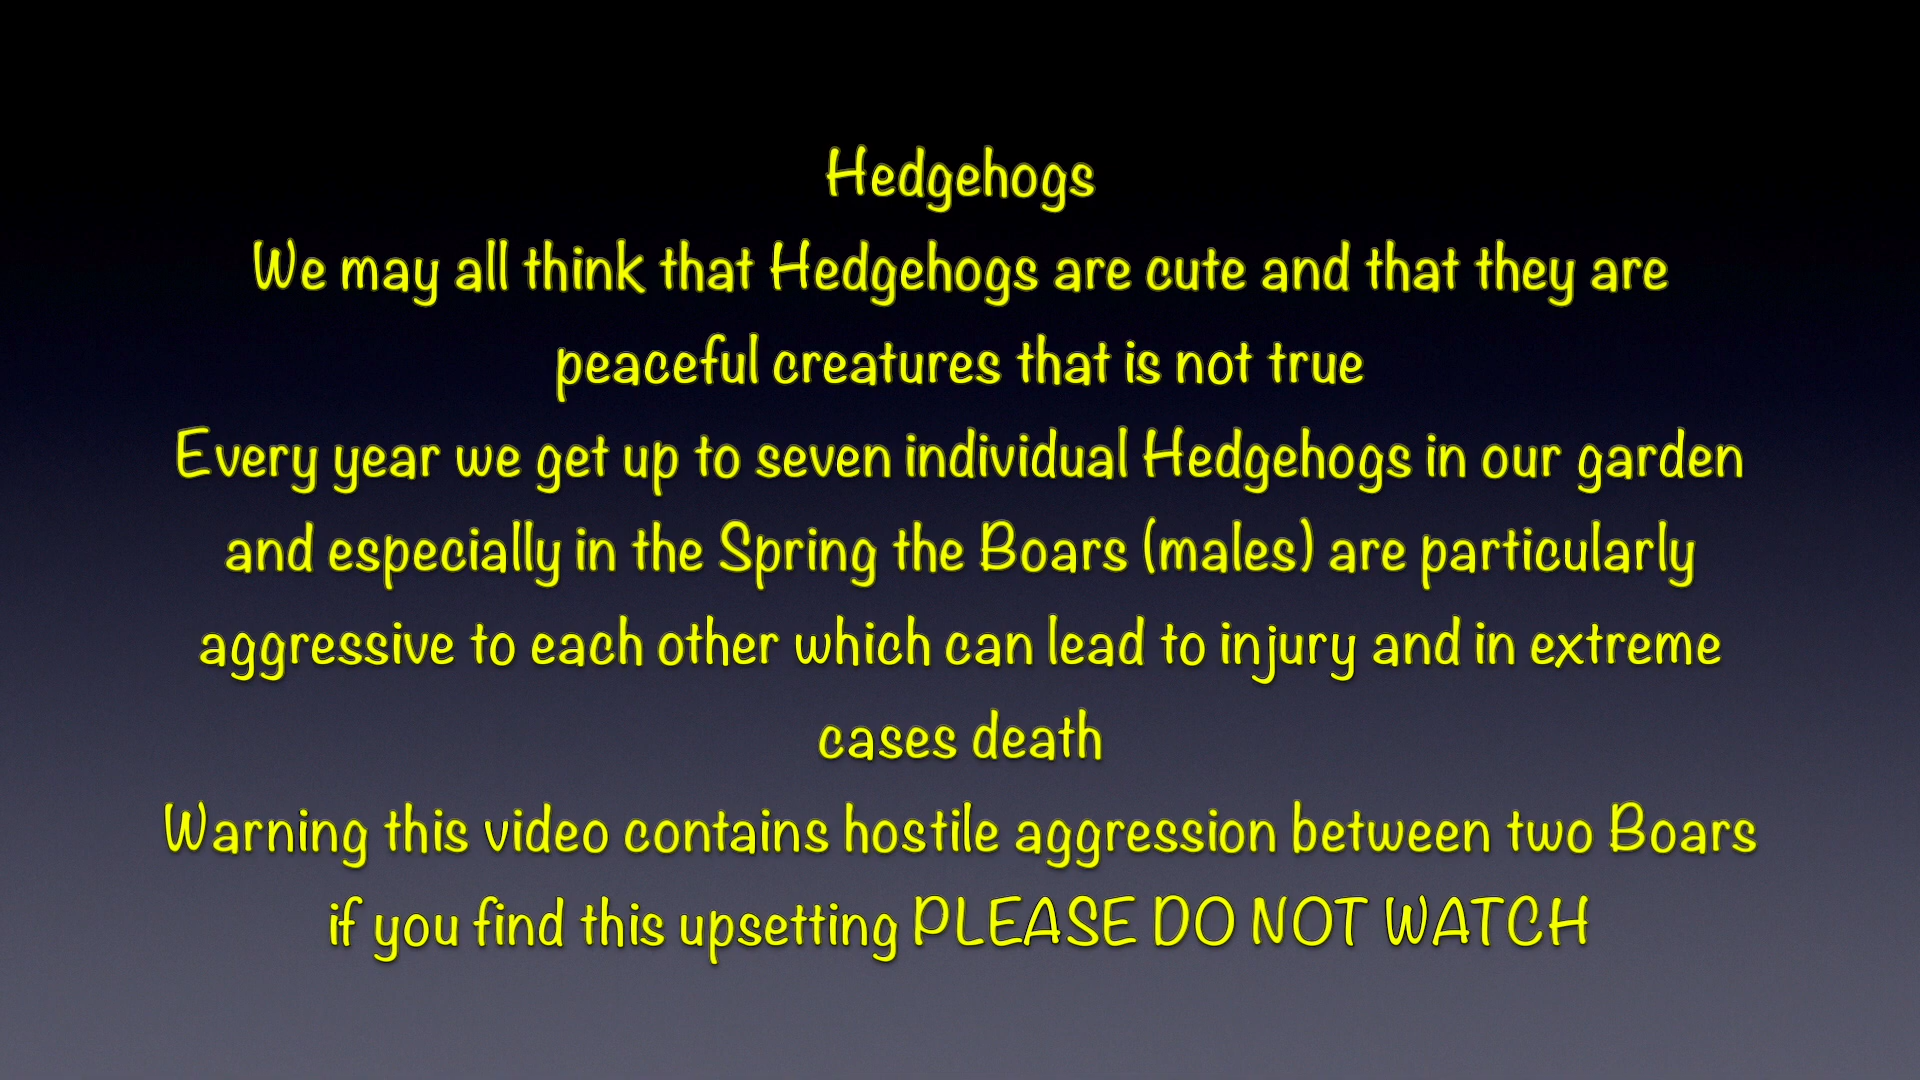 Hedgehogs
We may all think that Hedgehogs are cute and that they are
peaceful creatures that is not true
Every year we get up to seven individual Hedgehogs in our garden
and especially in the Spring the Boars (males) are particularly
aggressive to each other which can lead to injury and in extreme
cases death
Warning this video contains hostile aggression between two Boars
if you find this upsetting PLEASE DO NOT WATCH